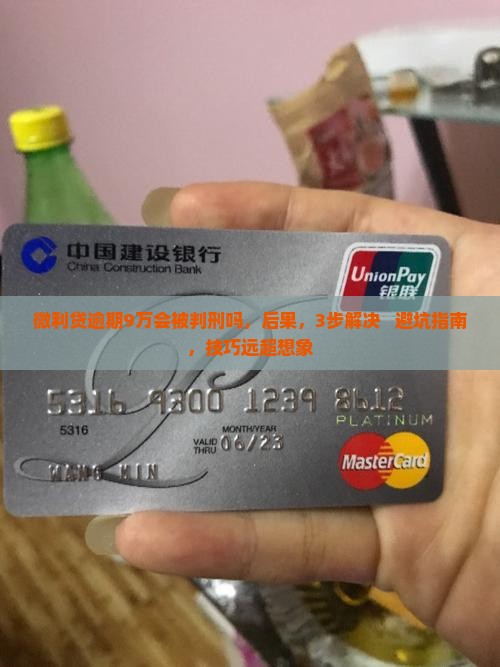 中国建设银行
China Construction Bank
UnionPay
银联
微利贷逾期9万会被判刑吗，后果，3步解决 避坑指南
，技巧远超想象
5316 9300 1239 8612
PLATINUM
5316
MONTH/YEAR
VALID THRU 06/23
MasterCard
WANG